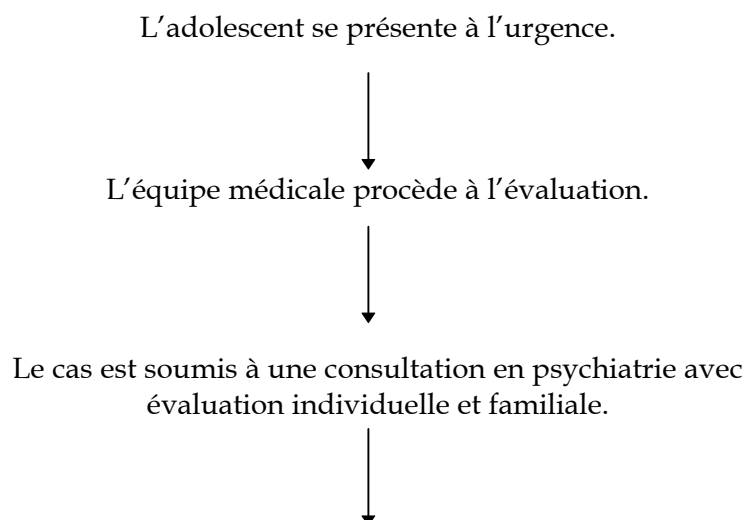 L’adolescent se présente à l’urgence.
L’équipe médicale procède à l’évaluation.
Le cas est soumis à une consultation en psychiatrie avec
évaluation individuelle et familiale.